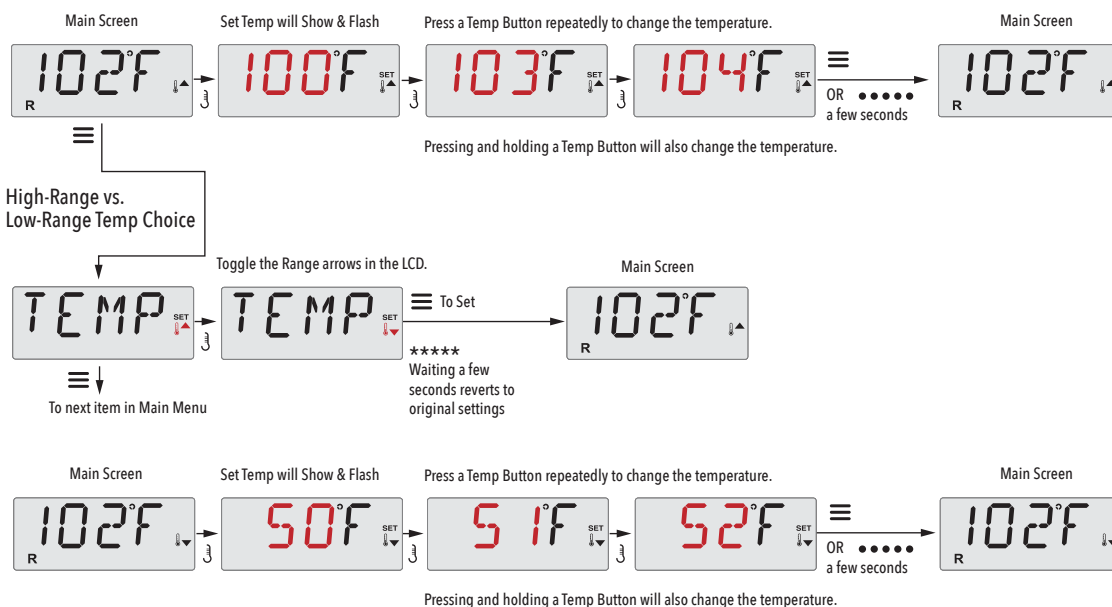 Main Screen
Set Temp will Show & Flash
Press a Temp Button repeatedly to change the temperature.
Main Screen
102°F
R
100°F
SET
103°F
SET
104°F
SET
OR •••••
a few seconds
102°F
R
Pressing and holding a Temp Button will also change the temperature.
High-Range vs.
Low-Range Temp Choice
Toggle the Range arrows in the LCD.
Main Screen
TEMP
SET
TEMP
SET
To Set
*****
Waiting a few
seconds reverts to
original settings
102°F
R
To next item in Main Menu
Main Screen
Set Temp will Show & Flash
Press a Temp Button repeatedly to change the temperature.
Main Screen
102°F
R
50°F
SET
51°F
SET
52°F
SET
OR •••••
a few seconds
102°F
R
Pressing and holding a Temp Button will also change the temperature.